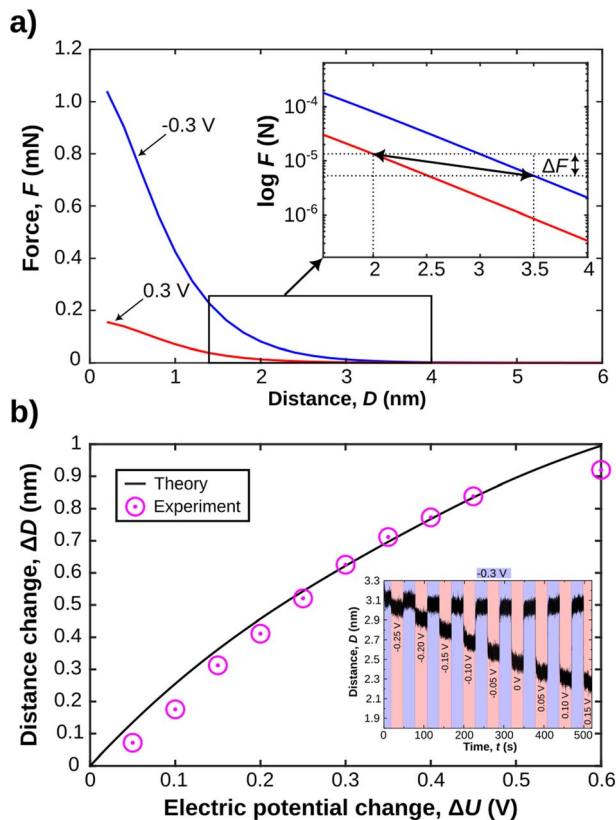 a)
1.2
1.0
0.8
0.6
0.4
0.2
0
Force, F (mN)
-0.3 V
0.3 V
0 1 2 3 4 5 6
Distance, D (nm)
log F (N)
10⁻⁴
10⁻⁵
10⁻⁶
ΔF
2 2.5 3 3.5 4
b)
1
0.9
0.8
0.7
0.6
0.5
0.4
0.3
0.2
0.1
0
Distance change, ΔD (nm)
Theory
Experiment
-0.3 V
3.3
3.0
2.7
2.4
2.1
1.9
Distance, D (nm)
-0.25 V
-0.20 V
-0.15 V
-0.10 V
-0.05 V
0 V
0.05 V
0.10 V
0.15 V
0 100 200 300 400 500
Time, t (s)
0 0.1 0.2 0.3 0.4 0.5 0.6
Electric potential change, ΔU (V)